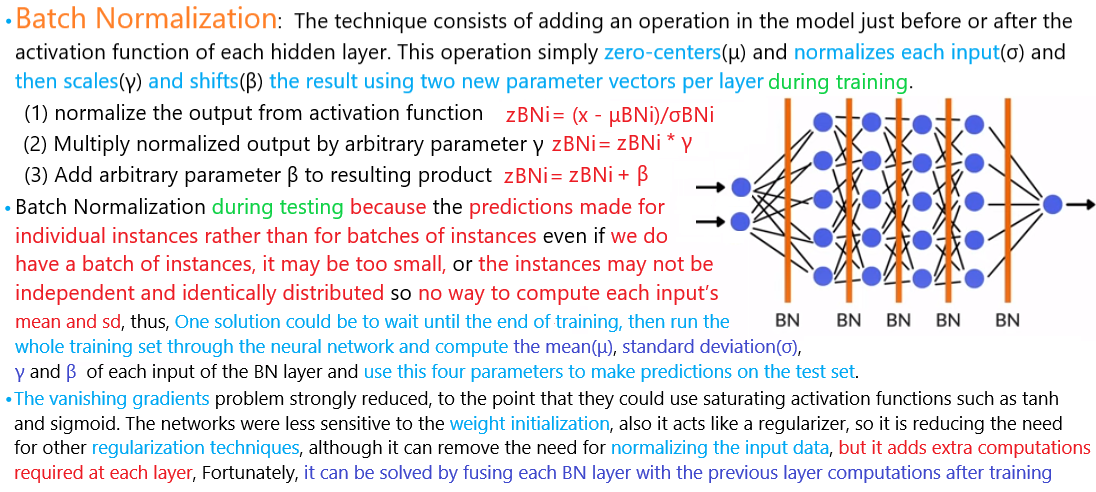 • Batch Normalization: The technique consists of adding an operation in the model just before or after the
activation function of each hidden layer. This operation simply zero-centers(μ) and normalizes each input(σ) and
then scales(γ) and shifts(β) the result using two new parameter vectors per layer during training.
(1) normalize the output from activation function zBNi= (x - μBNi)/σBNi
(2) Multiply normalized output by arbitrary parameter γ zBNi= zBNi * γ
(3) Add arbitrary parameter β to resulting product zBNi= zBNi + β
• Batch Normalization during testing because the predictions made for
individual instances rather than for batches of instances even if we do
have a batch of instances, it may be too small, or the instances may not be
independent and identically distributed so no way to compute each input's
mean and sd, thus, One solution could be to wait until the end of training, then run the
whole training set through the neural network and compute the mean(μ), standard deviation(σ),
γ and β of each input of the BN layer and use this four parameters to make predictions on the test set.
BN BN BN BN BN
• The vanishing gradients problem strongly reduced, to the point that they could use saturating activation functions such as tanh
and sigmoid. The networks were less sensitive to the weight initialization, also it acts like a regularizer, so it is reducing the need
for other regularization techniques, although it can remove the need for normalizing the input data, but it adds extra computations
required at each layer, Fortunately, it can be solved by fusing each BN layer with the previous layer computations after training